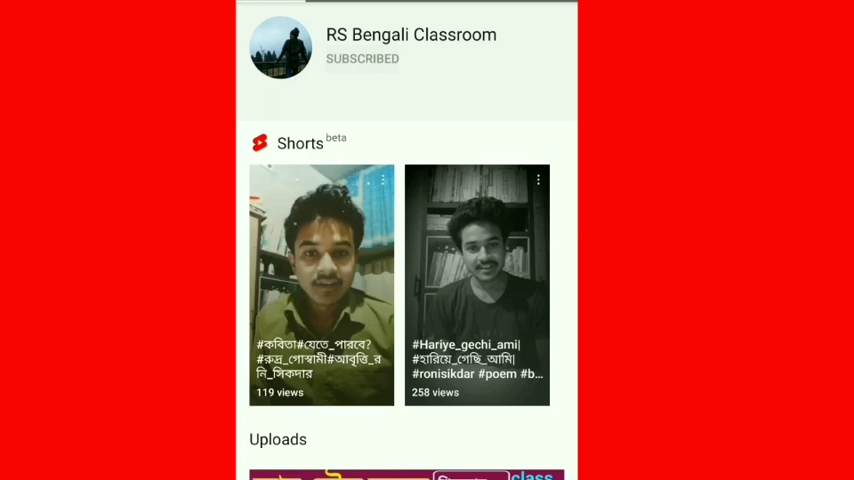 RS Bengali Classroom
SUBSCRIBED
Shorts beta
#কবিতা#যেতে_পারবে?
#রুদ্র_গোস্বামী#আবৃত্তি_র
নি_সিকদার
119 views
#Hariye_gechi_ami|
#হারিয়ে_গেছি_আমি|
#ronisikdar #poem #b...
258 views
Uploads
class